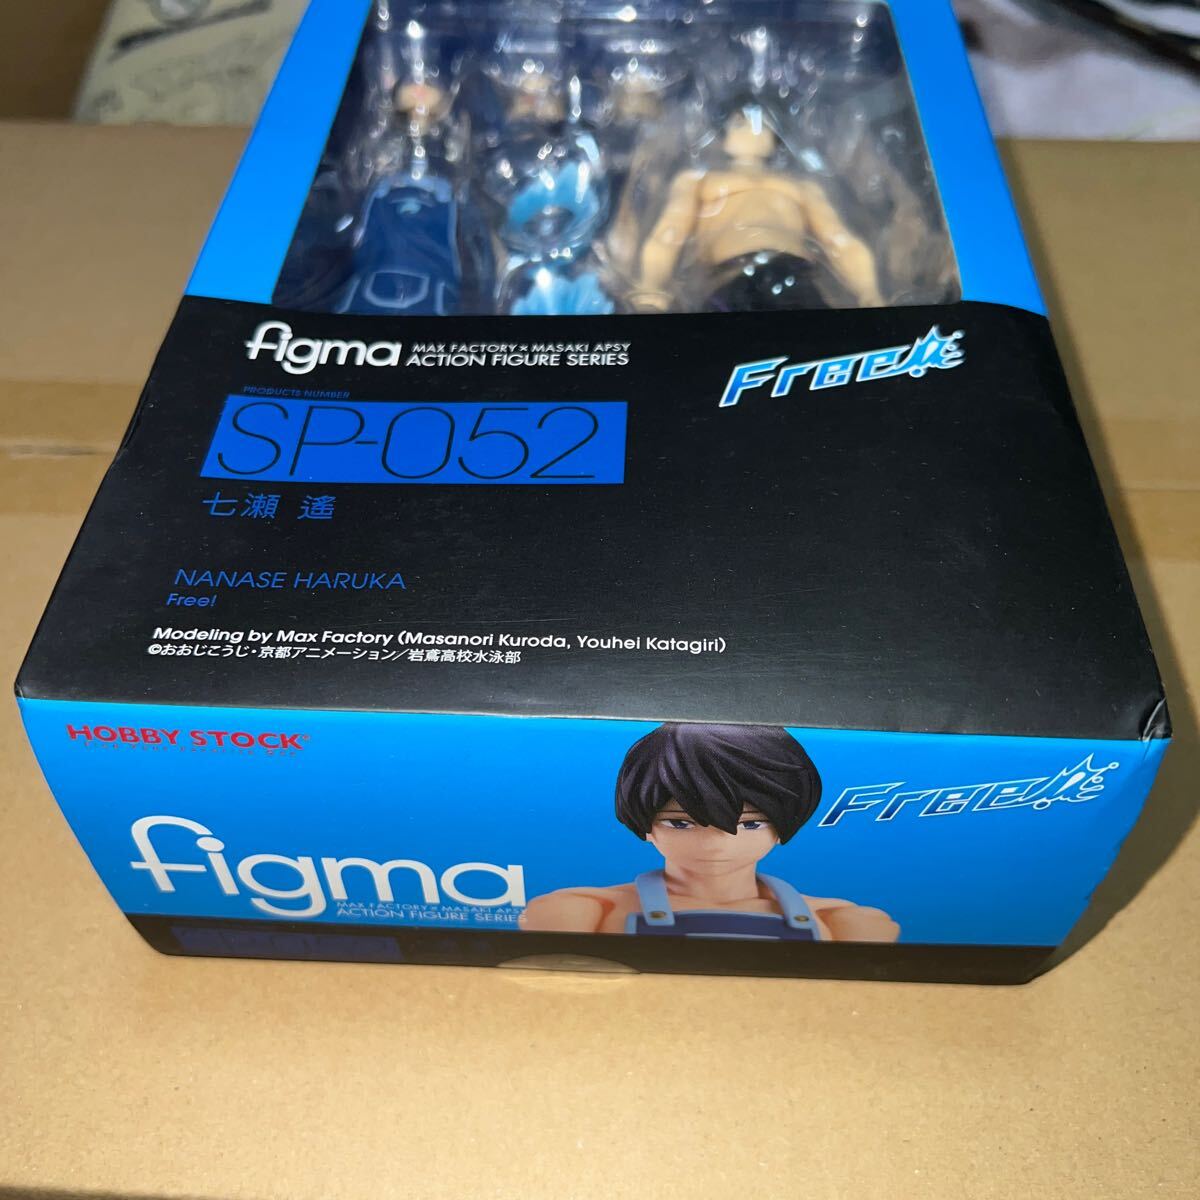 figma MAX FACTORY×MASAKI APSY
ACTION FIGURE SERIES
Free!
PRODUCTS NUMBER
SP-052
七瀬 遙
NANASE HARUKA
Free!
Modeling by Max Factory (Masanori Kuroda, Youhei Katagiri)
©おおじこうじ・京都アニメーション/岩鳶高校水泳部
HOBBY STOCK
Free!
figma
MAX FACTORY×MASAKI APSY
ACTION FIGURE SERIES